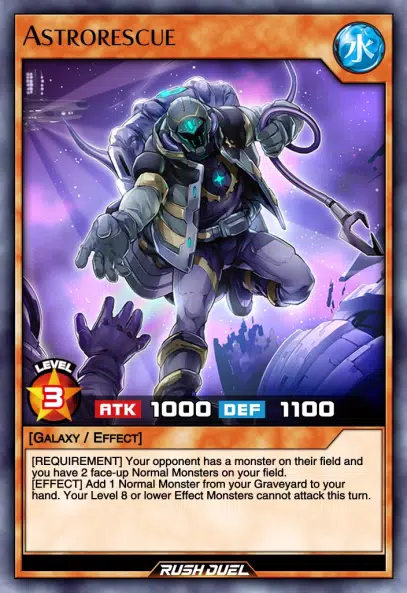 Astrorescue
水
LEVEL
3
ATK 1000 DEF 1100
[Galaxy / Effect]
[REQUIREMENT] Your opponent has a monster on their field and
you have 2 face-up Normal Monsters on your field.
[EFFECT] Add 1 Normal Monster from your Graveyard to your
hand. Your Level 8 or lower Effect Monsters cannot attack this turn.
RUSH DUEL